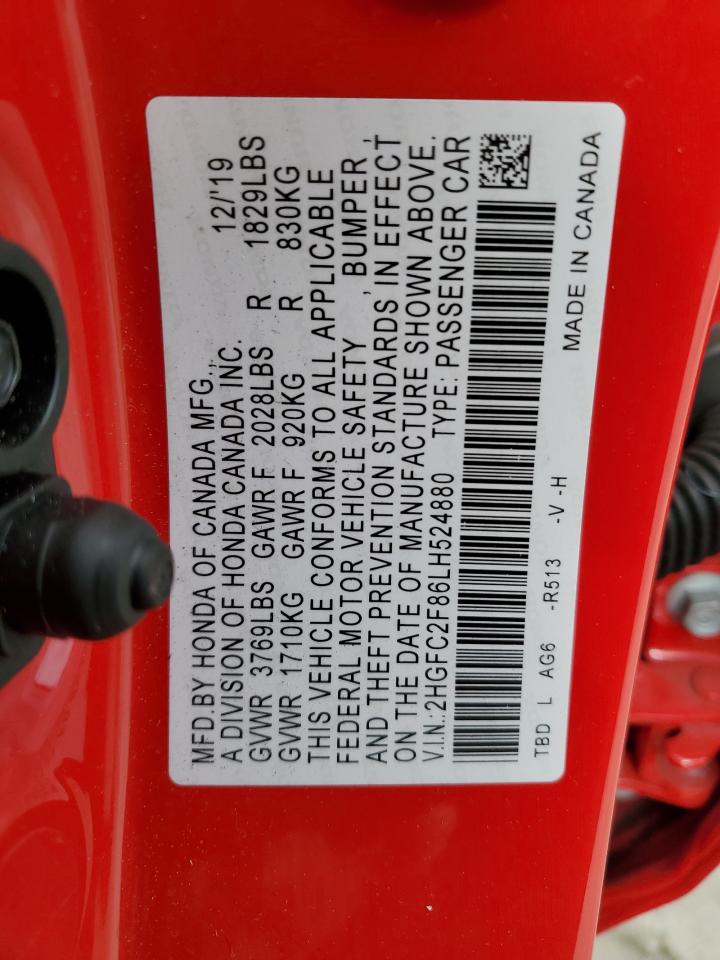 MFD.BY HONDA OF CANADA MFG.,
A DIVISION OF HONDA CANADA INC. 12/'19
GVWR 3769LBS GAWR F 2028LBS R 1829LBS
GVWR 1710KG GAWR F 920KG R 830KG
THIS VEHICLE CONFORMS TO ALL APPLICABLE
FEDERAL MOTOR VEHICLE SAFETY , BUMPER ,
AND THEFT PREVENTION STANDARDS IN EFFECT
ON THE DATE OF MANUFACTURE SHOWN ABOVE.
V.I.N.:2HGFC2F86LH524880 TYPE: PASSENGER CAR
TBD L AG6 -R513 -V -H MADE IN CANADA